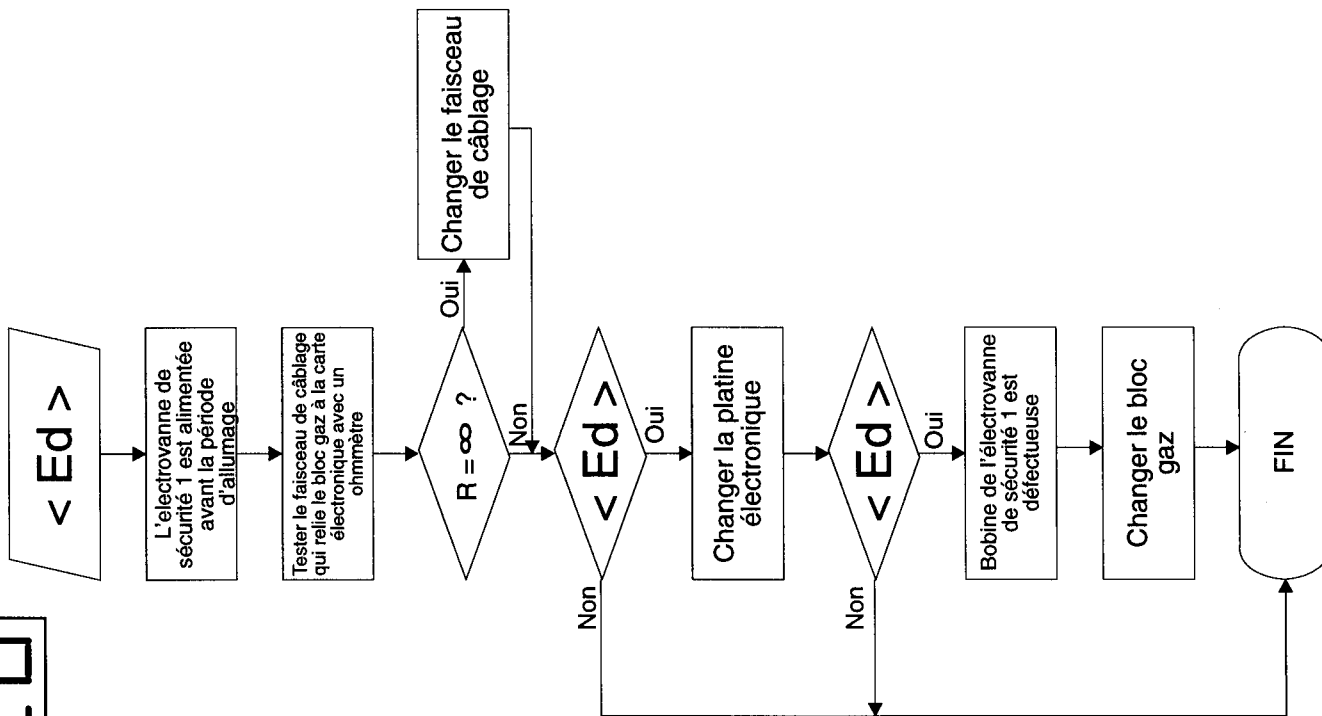 < Ed >
L'electrovanne de
sécurité 1 est alimentée
avant la période
d'allumage
Tester le faisceau de câblage
qui relie le bloc gaz à la carte
électronique avec un
ohmmètre
R = ∞ ?
Oui
Changer le faisceau
de câblage
Non
< Ed >
Non
Oui
Changer la platine
électronique
< Ed >
Non
Oui
Bobine de l'électrovanne
de sécurité 1 est
défectueuse
Changer le bloc
gaz
FIN